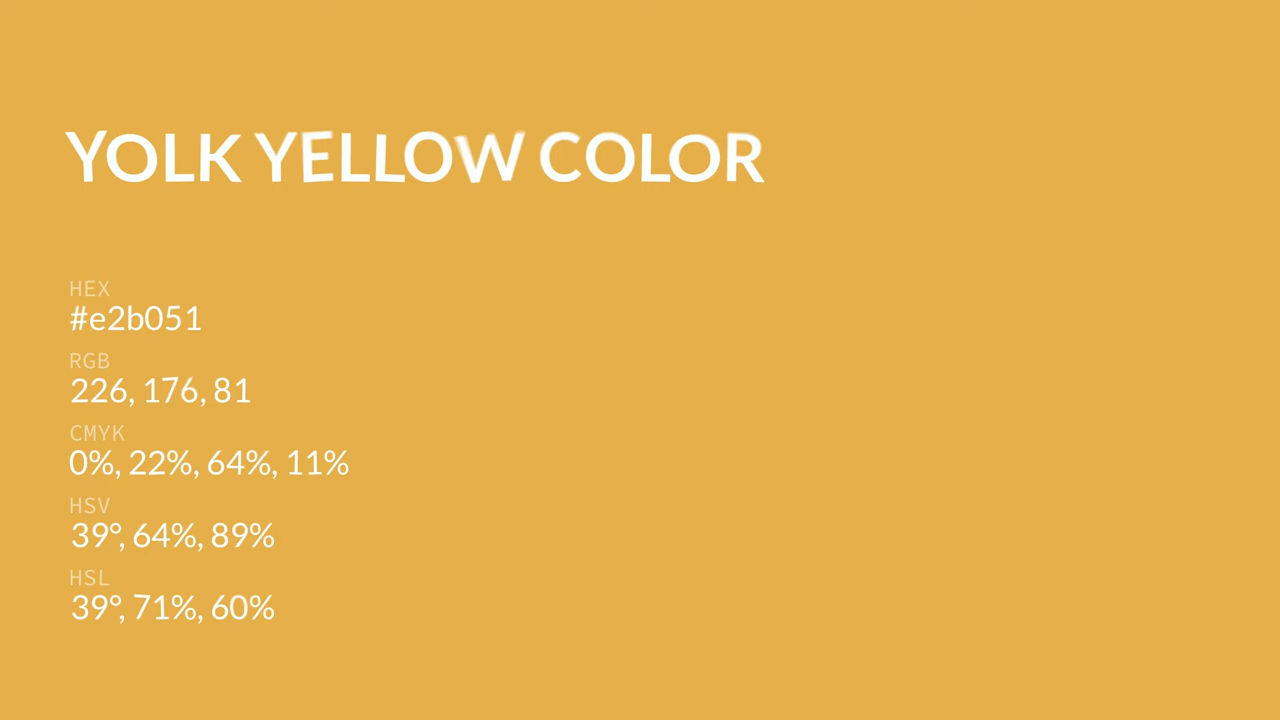 YOLK YELLOW COLOR
HEX
#e2b051
RGB
226, 176, 81
CMYK
0%, 22%, 64%, 11%
HSV
39°, 64%, 89%
HSL
39°, 71%, 60%